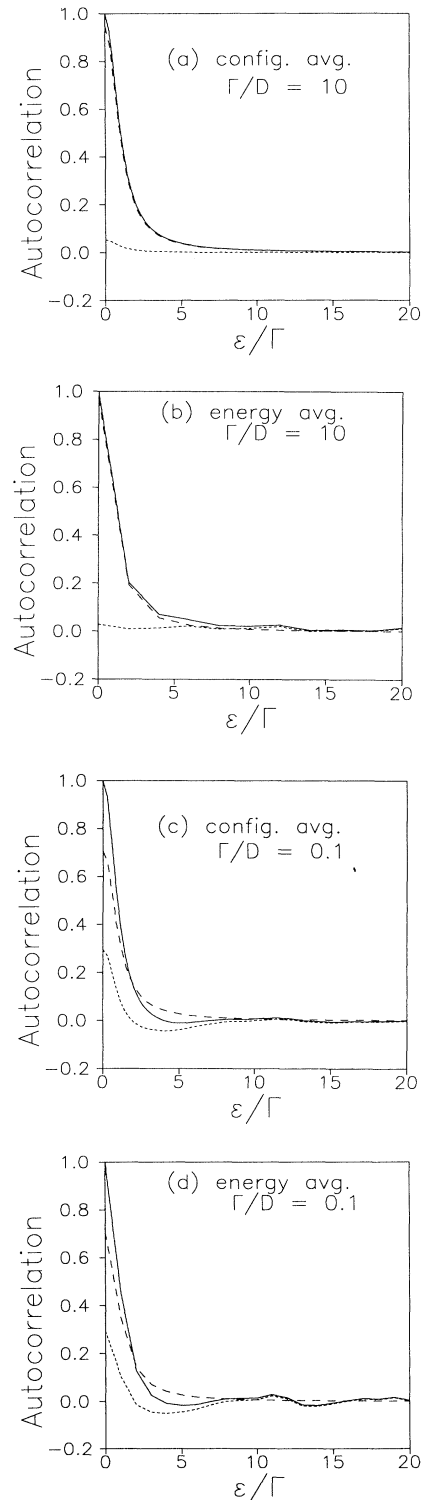 1.0
0.8
0.6
0.4
0.2
0.0
−0.2
Autocorrelation
(a) config. avg.
Γ/D = 10
0 5 10 15 20
ε/Γ
1.0
0.8
0.6
0.4
0.2
0.0
−0.2
Autocorrelation
(b) energy avg.
Γ/D = 10
0 5 10 15 20
ε/Γ
1.0
0.8
0.6
0.4
0.2
0.0
−0.2
Autocorrelation
(c) config. avg.
Γ/D = 0.1
0 5 10 15 20
ε/Γ
1.0
0.8
0.6
0.4
0.2
0.0
−0.2
Autocorrelation
(d) energy avg.
Γ/D = 0.1
0 5 10 15 20
ε/Γ